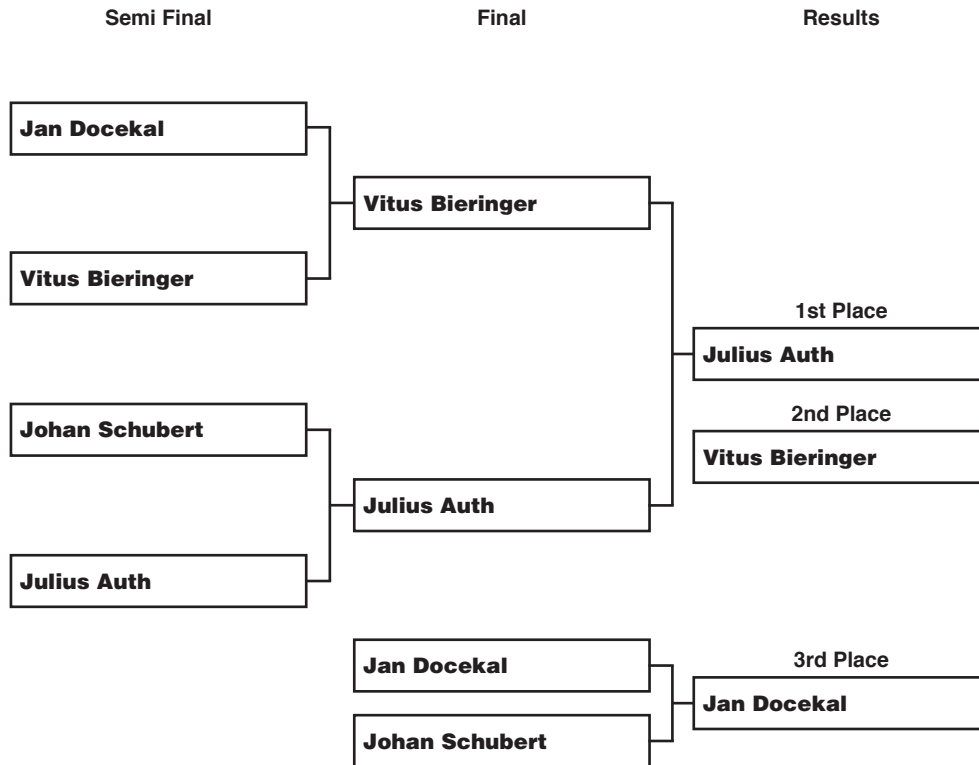 Semi Final
Final
Results
Jan Docekal
Vitus Bieringer
Vitus Bieringer
1st Place
Julius Auth
Johan Schubert
2nd Place
Vitus Bieringer
Julius Auth
Julius Auth
Jan Docekal
3rd Place
Jan Docekal
Johan Schubert